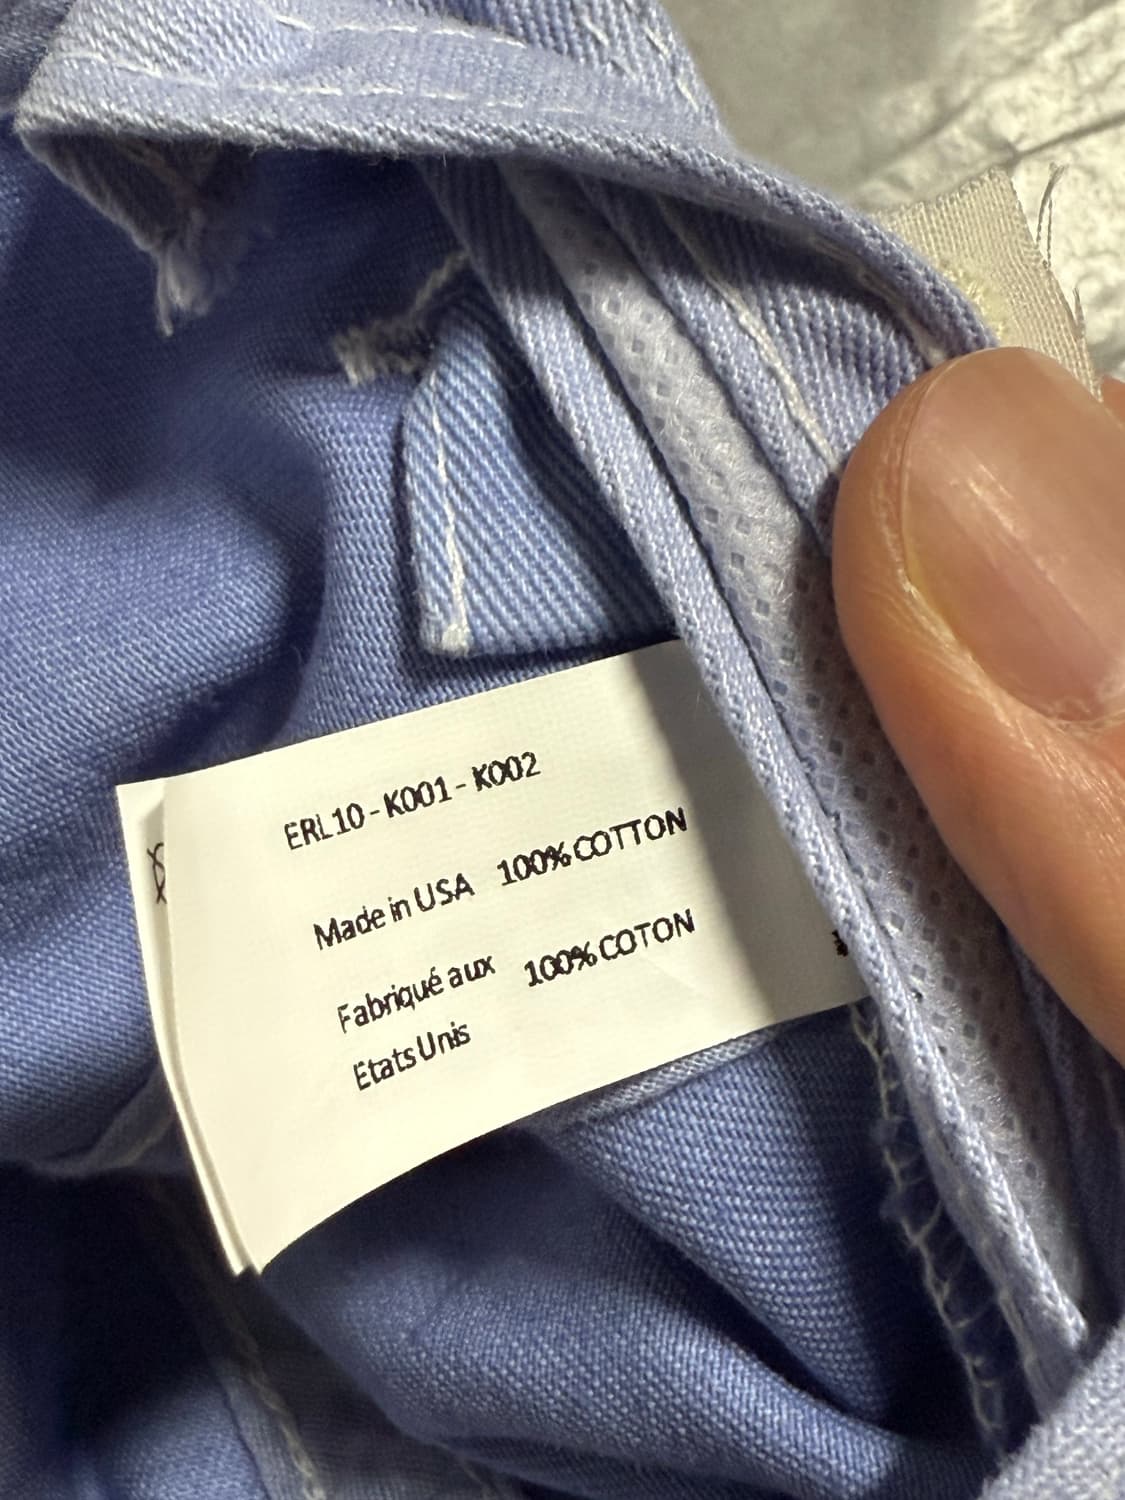 ERL10 - K001 - K002
Made in USA 100% COTTON
Fabriqué aux 100% COTON
Etats Unis